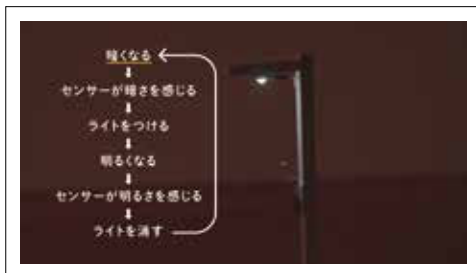 暗くなる
センサーが暗さを感じる
ライトをつける
明るくなる
センサーが明るさを感じる
ライトを消す